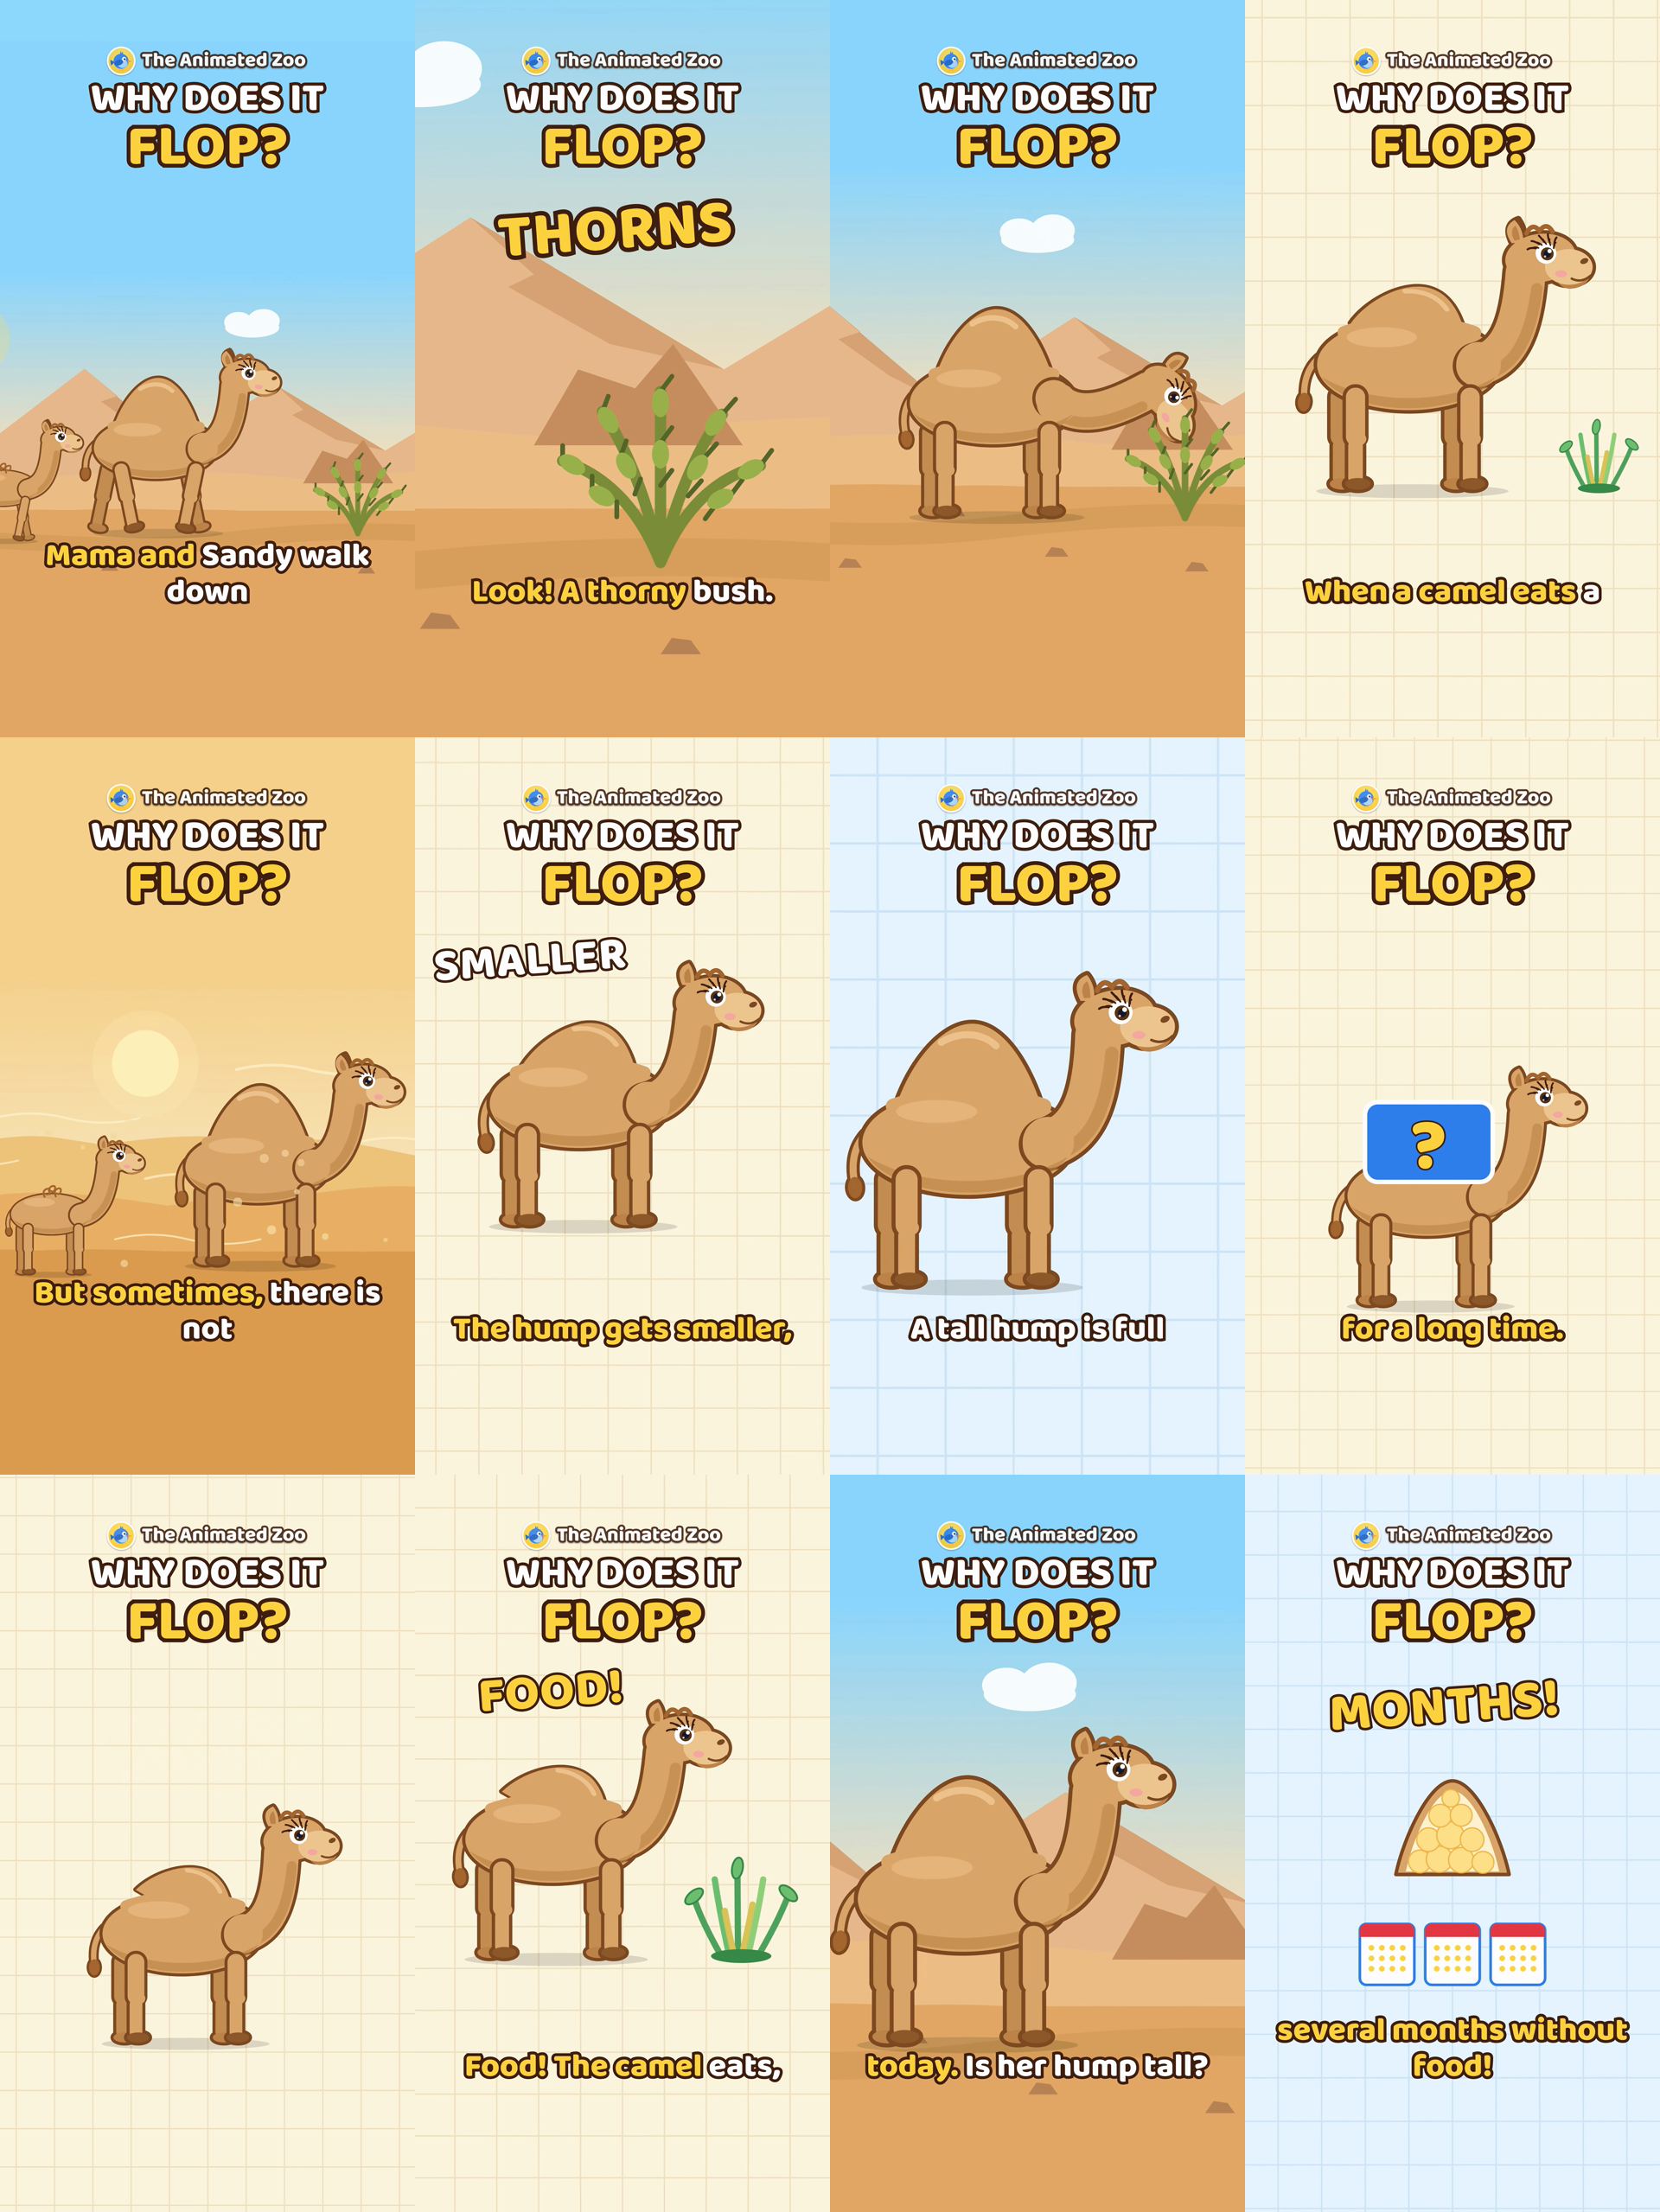 The Animated Zoo
WHY DOES IT
FLOP?
Mama and Sandy walk
down
The Animated Zoo
WHY DOES IT
FLOP?
THORNS
Look! A thorny bush.
The Animated Zoo
WHY DOES IT
FLOP?
The Animated Zoo
WHY DOES IT
FLOP?
When a camel eats a
The Animated Zoo
WHY DOES IT
FLOP?
But sometimes, there is
not
The Animated Zoo
WHY DOES IT
FLOP?
SMALLER
The hump gets smaller,
The Animated Zoo
WHY DOES IT
FLOP?
A tall hump is full
The Animated Zoo
WHY DOES IT
FLOP?
?
for a long time.
The Animated Zoo
WHY DOES IT
FLOP?
The Animated Zoo
WHY DOES IT
FLOP?
FOOD!
Food! The camel eats,
The Animated Zoo
WHY DOES IT
FLOP?
today. Is her hump tall?
The Animated Zoo
WHY DOES IT
FLOP?
MONTHS!
several months without
food!